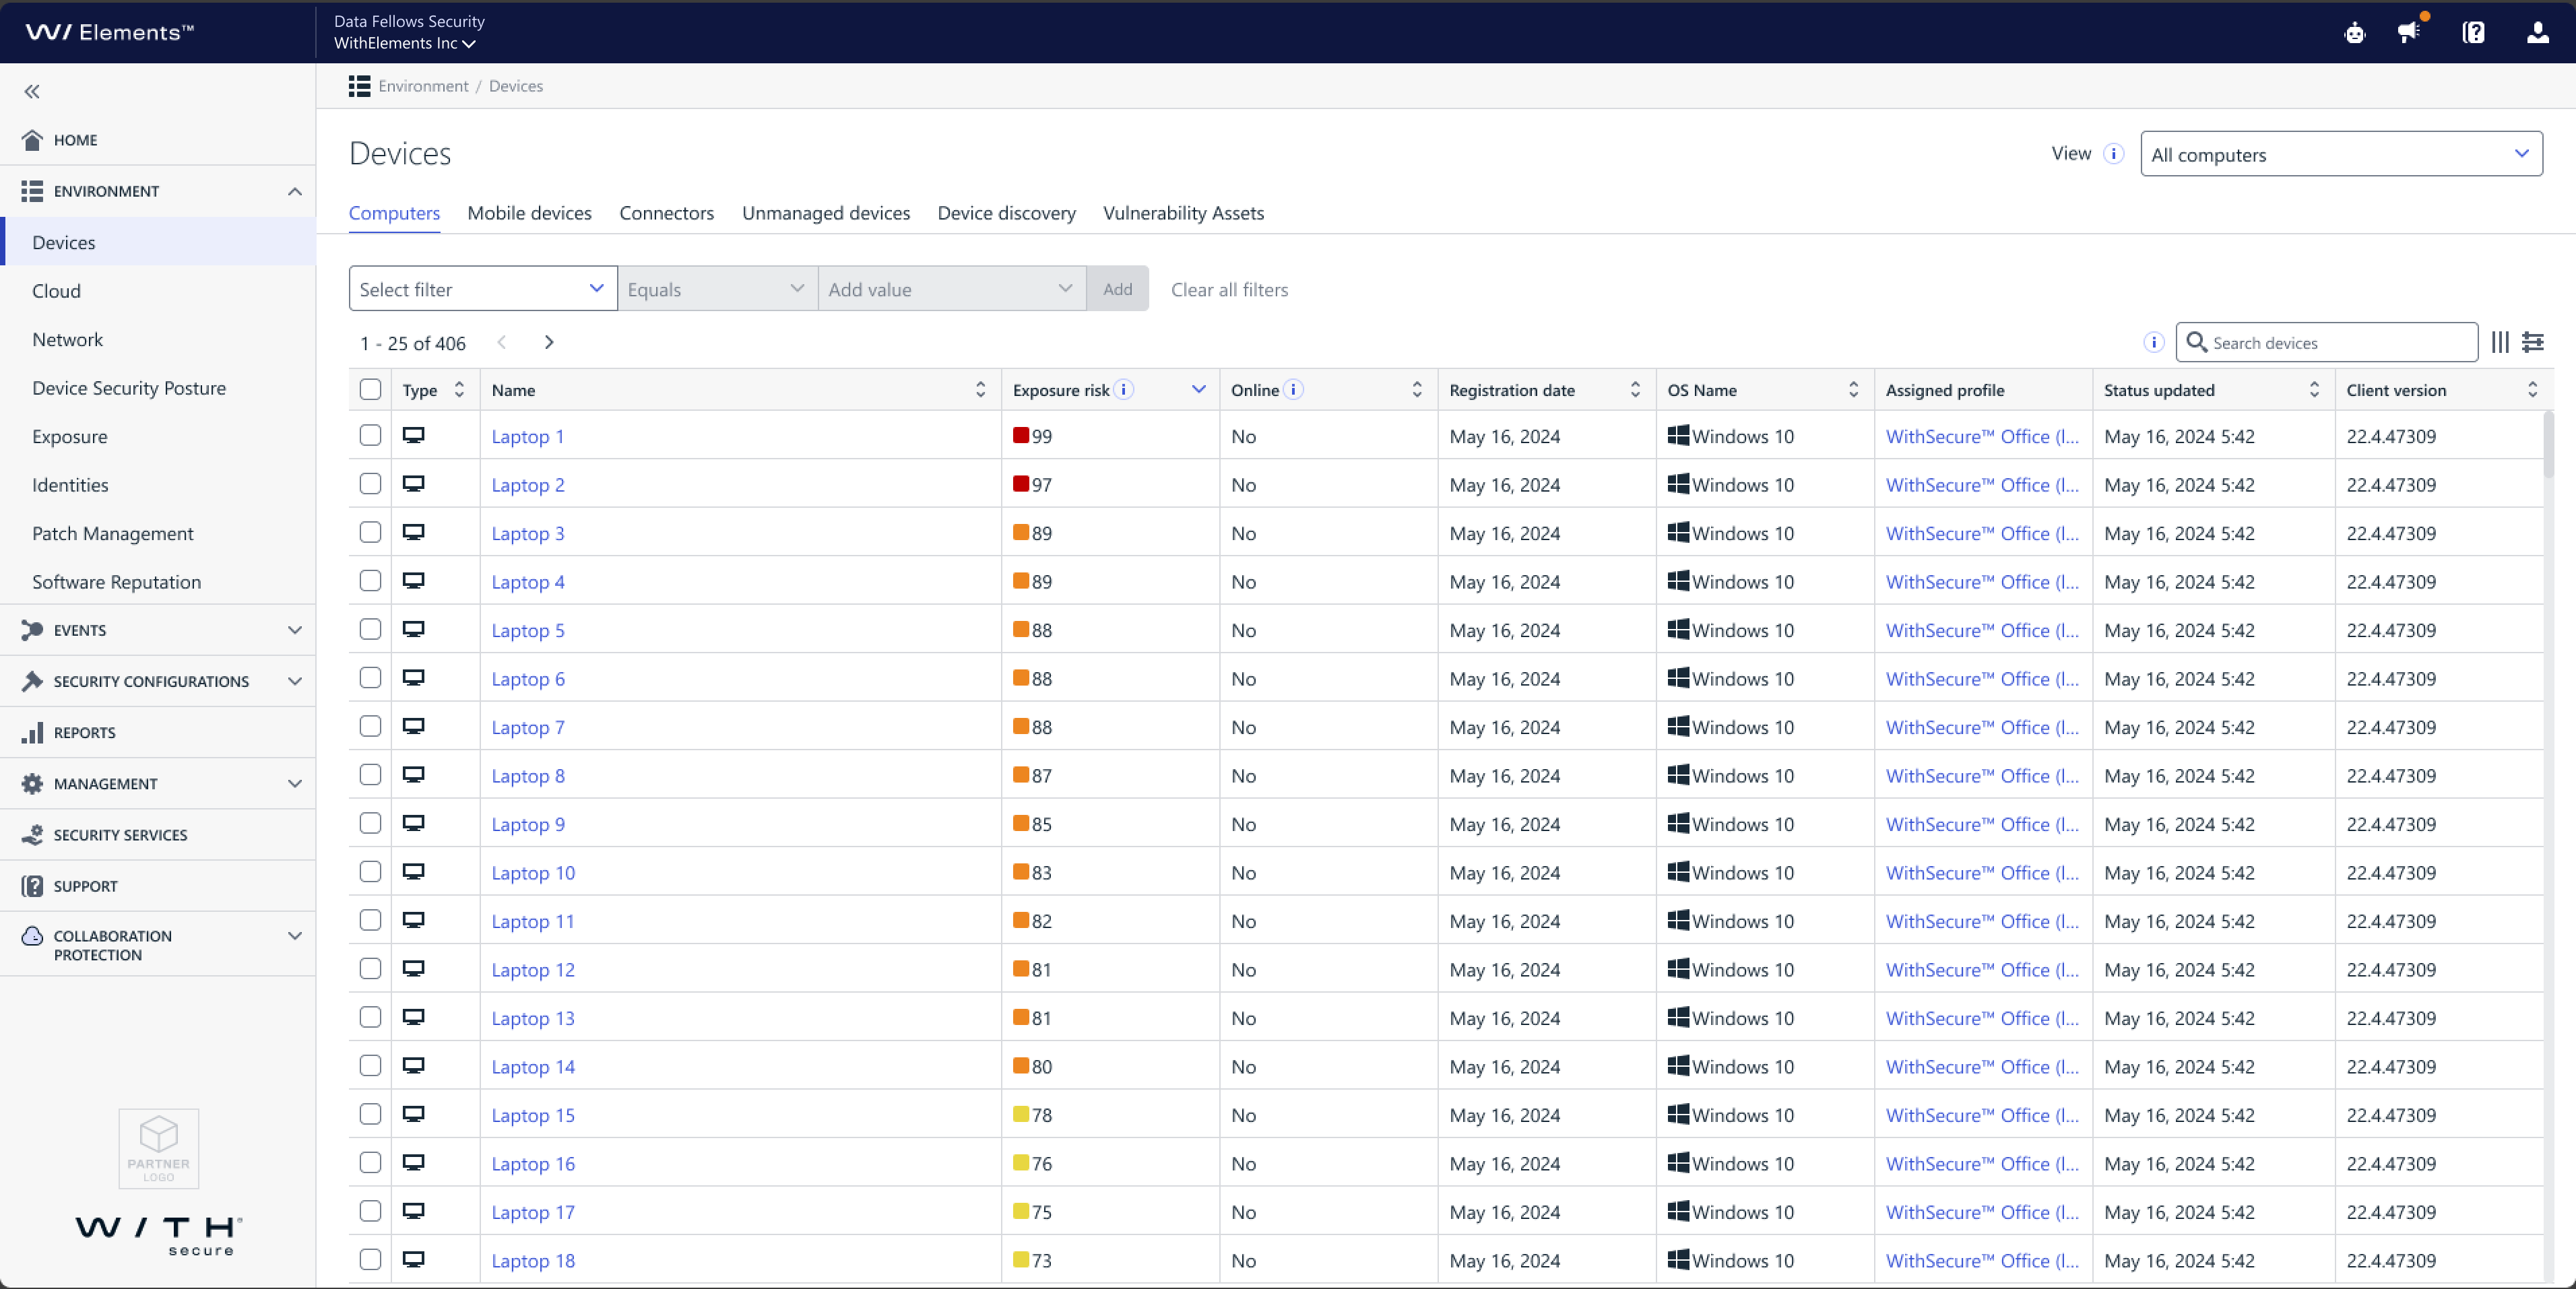 W/ Elements™
Data Fellows Security
WithElements Inc
HOME
ENVIRONMENT
Devices
Cloud
Network
Device Security Posture
Exposure
Identities
Patch Management
Software Reputation
EVENTS
SECURITY CONFIGURATIONS
REPORTS
MANAGEMENT
SECURITY SERVICES
SUPPORT
COLLABORATION
PROTECTION
PARTNER
LOGO
W / T H®
secure
Environment / Devices
Devices
View i All computers
Computers Mobile devices Connectors Unmanaged devices Device discovery Vulnerability Assets
Select filter Equals Add value Add Clear all filters
1 - 25 of 406 i Search devices
Type Name Exposure risk i Online i Registration date OS Name Assigned profile Status updated Client version
Laptop 1 99 No May 16, 2024 Windows 10 WithSecure™ Office (l... May 16, 2024 5:42 22.4.47309
Laptop 2 97 No May 16, 2024 Windows 10 WithSecure™ Office (l... May 16, 2024 5:42 22.4.47309
Laptop 3 89 No May 16, 2024 Windows 10 WithSecure™ Office (l... May 16, 2024 5:42 22.4.47309
Laptop 4 89 No May 16, 2024 Windows 10 WithSecure™ Office (l... May 16, 2024 5:42 22.4.47309
Laptop 5 88 No May 16, 2024 Windows 10 WithSecure™ Office (l... May 16, 2024 5:42 22.4.47309
Laptop 6 88 No May 16, 2024 Windows 10 WithSecure™ Office (l... May 16, 2024 5:42 22.4.47309
Laptop 7 88 No May 16, 2024 Windows 10 WithSecure™ Office (l... May 16, 2024 5:42 22.4.47309
Laptop 8 87 No May 16, 2024 Windows 10 WithSecure™ Office (l... May 16, 2024 5:42 22.4.47309
Laptop 9 85 No May 16, 2024 Windows 10 WithSecure™ Office (l... May 16, 2024 5:42 22.4.47309
Laptop 10 83 No May 16, 2024 Windows 10 WithSecure™ Office (l... May 16, 2024 5:42 22.4.47309
Laptop 11 82 No May 16, 2024 Windows 10 WithSecure™ Office (l... May 16, 2024 5:42 22.4.47309
Laptop 12 81 No May 16, 2024 Windows 10 WithSecure™ Office (l... May 16, 2024 5:42 22.4.47309
Laptop 13 81 No May 16, 2024 Windows 10 WithSecure™ Office (l... May 16, 2024 5:42 22.4.47309
Laptop 14 80 No May 16, 2024 Windows 10 WithSecure™ Office (l... May 16, 2024 5:42 22.4.47309
Laptop 15 78 No May 16, 2024 Windows 10 WithSecure™ Office (l... May 16, 2024 5:42 22.4.47309
Laptop 16 76 No May 16, 2024 Windows 10 WithSecure™ Office (l... May 16, 2024 5:42 22.4.47309
Laptop 17 75 No May 16, 2024 Windows 10 WithSecure™ Office (l... May 16, 2024 5:42 22.4.47309
Laptop 18 73 No May 16, 2024 Windows 10 WithSecure™ Office (l... May 16, 2024 5:42 22.4.47309